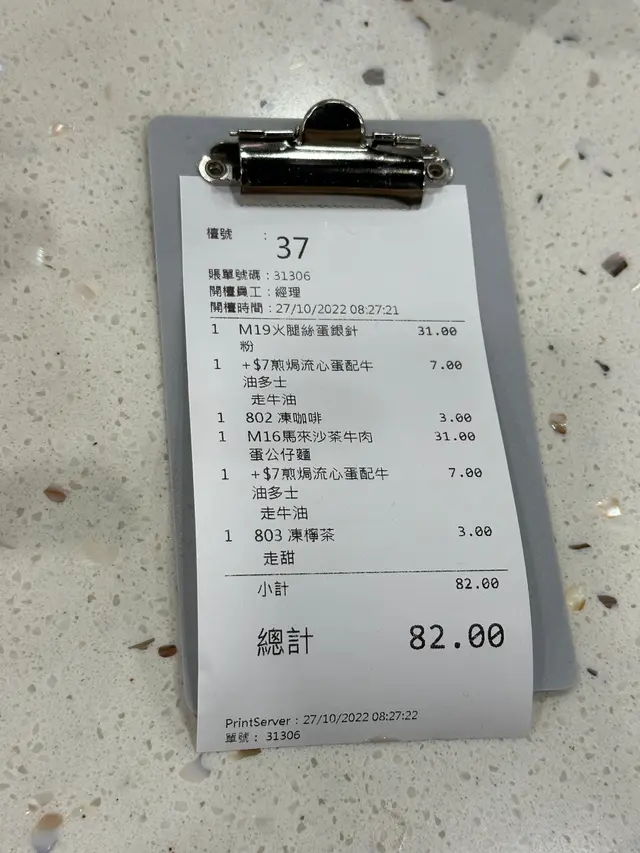 檯號 : 37
賬單號碼：31306
開檯員工：經理
開檯時間：27/10/2022 08:27:21
1 M19火腿絲蛋銀針 31.00
粉
1 +$7煎焗流心蛋配牛 7.00
油多士
走牛油
1 802 凍咖啡 3.00
1 M16馬來沙茶牛肉 31.00
蛋公仔麵
1 +$7煎焗流心蛋配牛 7.00
油多士
走牛油
1 803 凍檸茶 3.00
走甜
小計 82.00
總計 82.00
PrintServer：27/10/2022 08:27:22
單號： 31306